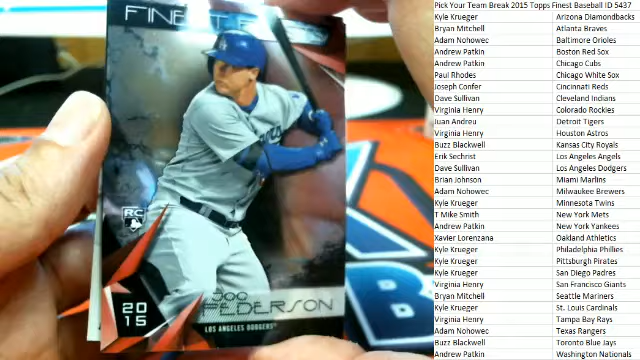 FINEST
RC
20
15
JOC
PEDERSON
LOS ANGELES DODGERS
Pick Your Team Break 2015 Topps Finest Baseball ID 5437
Kyle Krueger Arizona Diamondbacks
Bryan Mitchell Atlanta Braves
Adam Nohowec Baltimore Orioles
Andrew Patkin Boston Red Sox
Andrew Patkin Chicago Cubs
Paul Rhodes Chicago White Sox
Joseph Confer Cincinnati Reds
Dave Sullivan Cleveland Indians
Virginia Henry Colorado Rockies
Juan Andreu Detroit Tigers
Virginia Henry Houston Astros
Buzz Blackwell Kansas City Royals
Erik Sechrist Los Angeles Angels
Dave Sullivan Los Angeles Dodgers
Brian Johnson Miami Marlins
Adam Nohowec Milwaukee Brewers
Kyle Krueger Minnesota Twins
T Mike Smith New York Mets
Andrew Patkin New York Yankees
Xavier Lorenzana Oakland Athletics
Kyle Krueger Philadelphia Phillies
Kyle Krueger Pittsburgh Pirates
Kyle Krueger San Diego Padres
Virginia Henry San Francisco Giants
Bryan Mitchell Seattle Mariners
Kyle Krueger St. Louis Cardinals
Virginia Henry Tampa Bay Rays
Adam Nohowec Texas Rangers
Buzz Blackwell Toronto Blue Jays
Andrew Patkin Washington Nationals